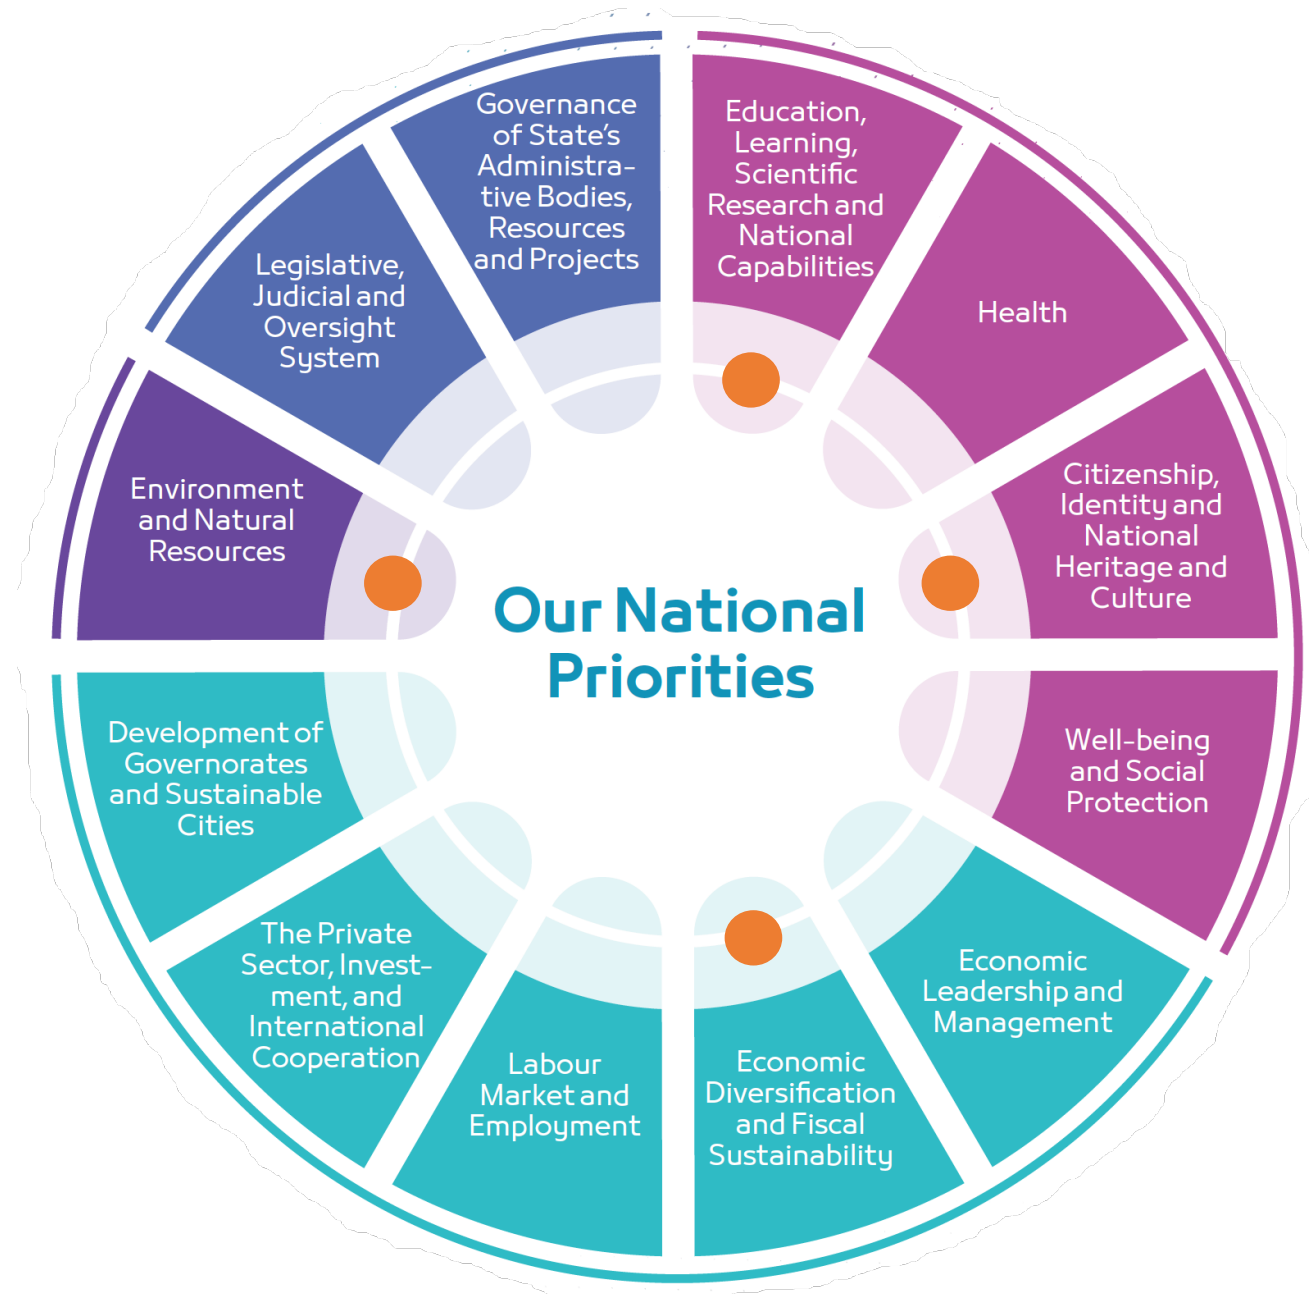 Governance
of State's
Administra-
tive Bodies,
Resources
and Projects
Education,
Learning,
Scientific
Research and
National
Capabilities
Health
Citizenship,
Identity and
National
Heritage and
Culture
Well-being
and Social
Protection
Economic
Leadership and
Management
Economic
Diversification
and Fiscal
Sustainability
Labour
Market and
Employment
The Private
Sector, Invest-
ment, and
International
Cooperation
Development of
Governorates
and Sustainable
Cities
Environment
and Natural
Resources
Legislative,
Judicial and
Oversight
System
Our National
Priorities